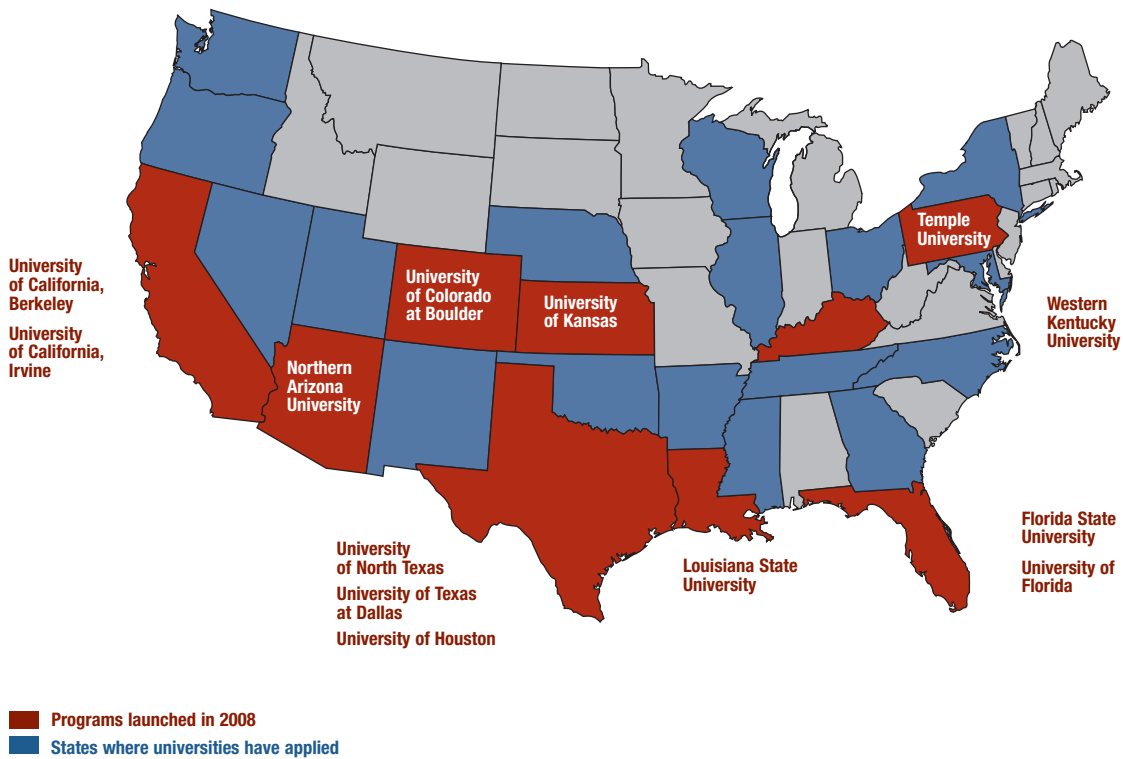 Temple
University
University
of California,
Berkeley
University
of California,
Irvine
University
of Colorado
at Boulder
University
of Kansas
Western
Kentucky
University
Northern
Arizona
University
University
of North Texas
University of Texas
at Dallas
University of Houston
Louisiana State
University
Florida State
University
University of
Florida
Programs launched in 2008
States where universities have applied